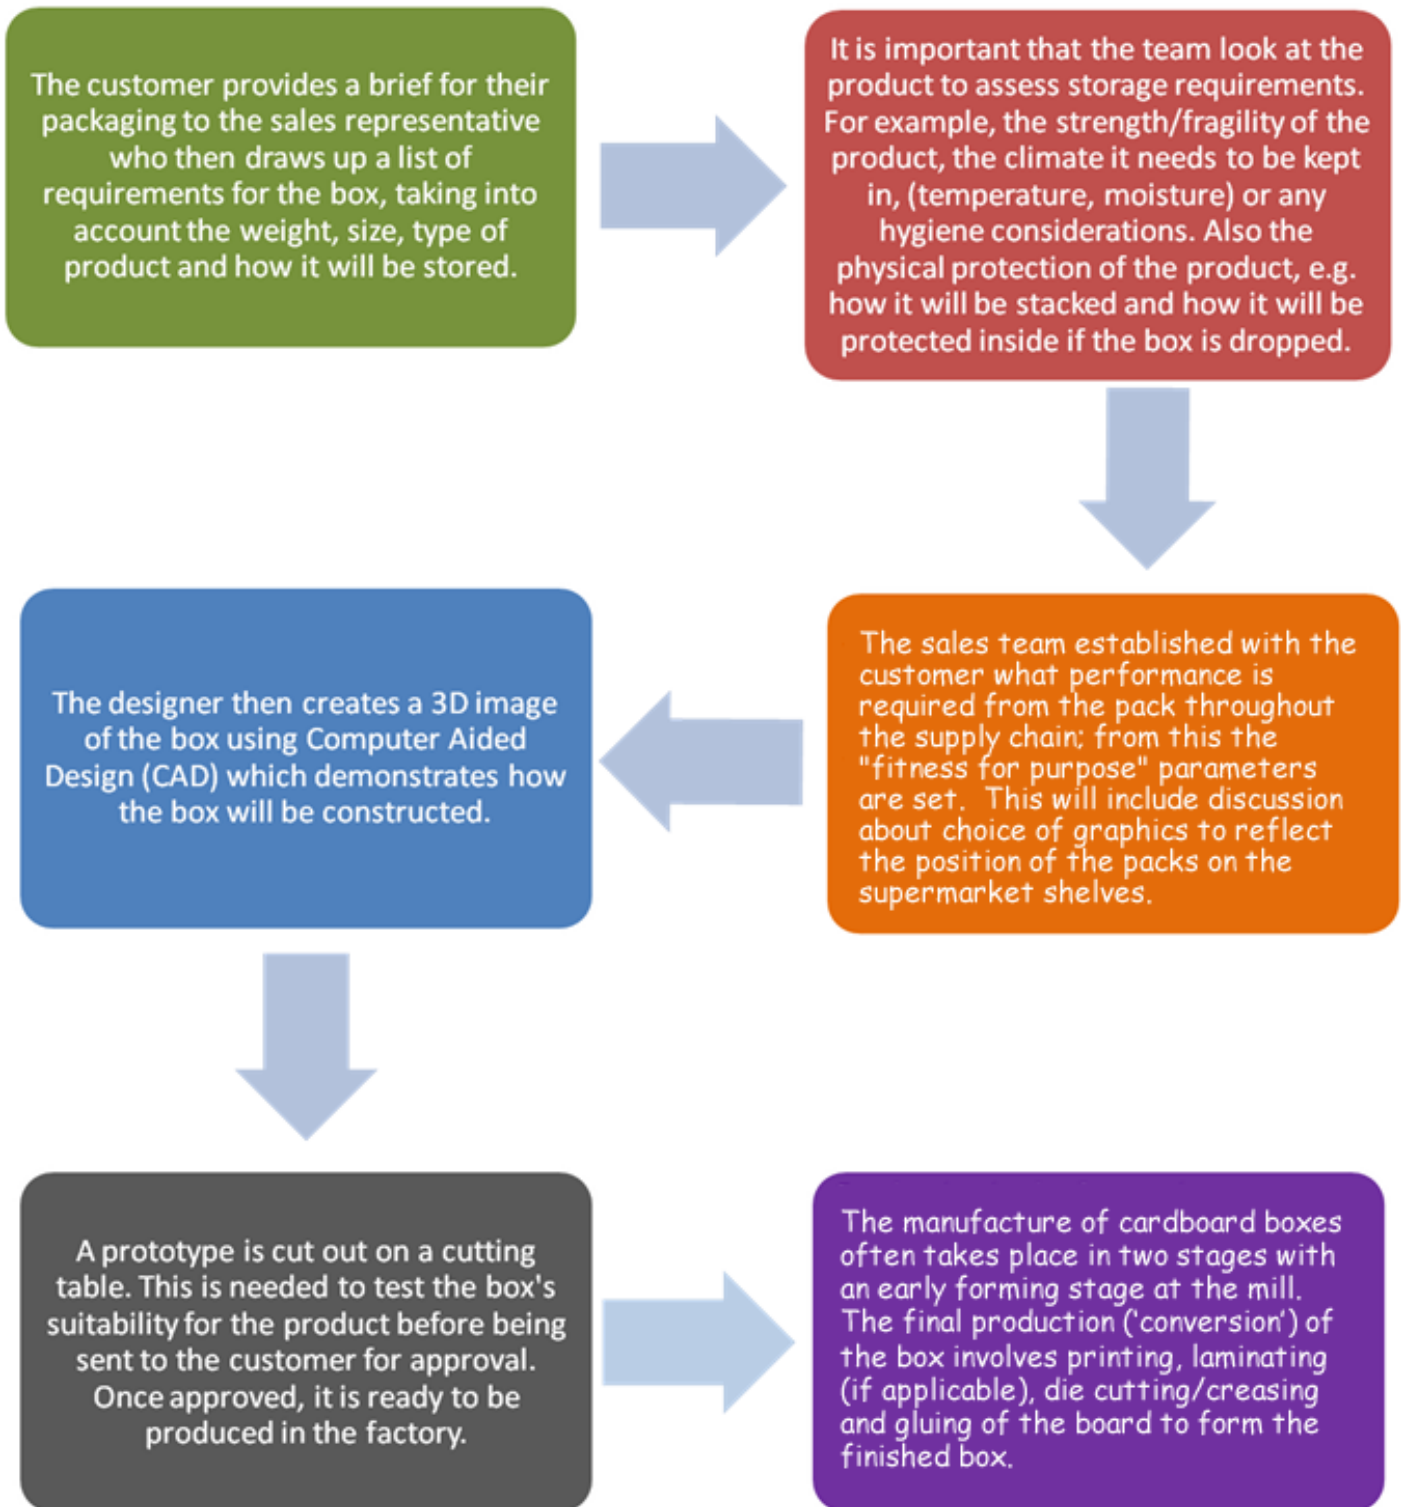 The customer provides a brief for their
packaging to the sales representative
who then draws up a list of
requirements for the box, taking into
account the weight, size, type of
product and how it will be stored.
It is important that the team look at the
product to assess storage requirements.
For example, the strength/fragility of the
product, the climate it needs to be kept
in, (temperature, moisture) or any
hygiene considerations. Also the
physical protection of the product, e.g.
how it will be stacked and how it will be
protected inside if the box is dropped.
The sales team established with the
customer what performance is
required from the pack throughout
the supply chain; from this the
"fitness for purpose" parameters
are set.  This will include discussion
about choice of graphics to reflect
the position of the packs on the
supermarket shelves.
The designer then creates a 3D image
of the box using Computer Aided
Design (CAD) which demonstrates how
the box will be constructed.
A prototype is cut out on a cutting
table. This is needed to test the box's
suitability for the product before being
sent to the customer for approval.
Once approved, it is ready to be
produced in the factory.
The manufacture of cardboard boxes
often takes place in two stages with
an early forming stage at the mill.
The final production (‘conversion’) of
the box involves printing, laminating
(if applicable), die cutting/creasing
and gluing of the board to form the
finished box.